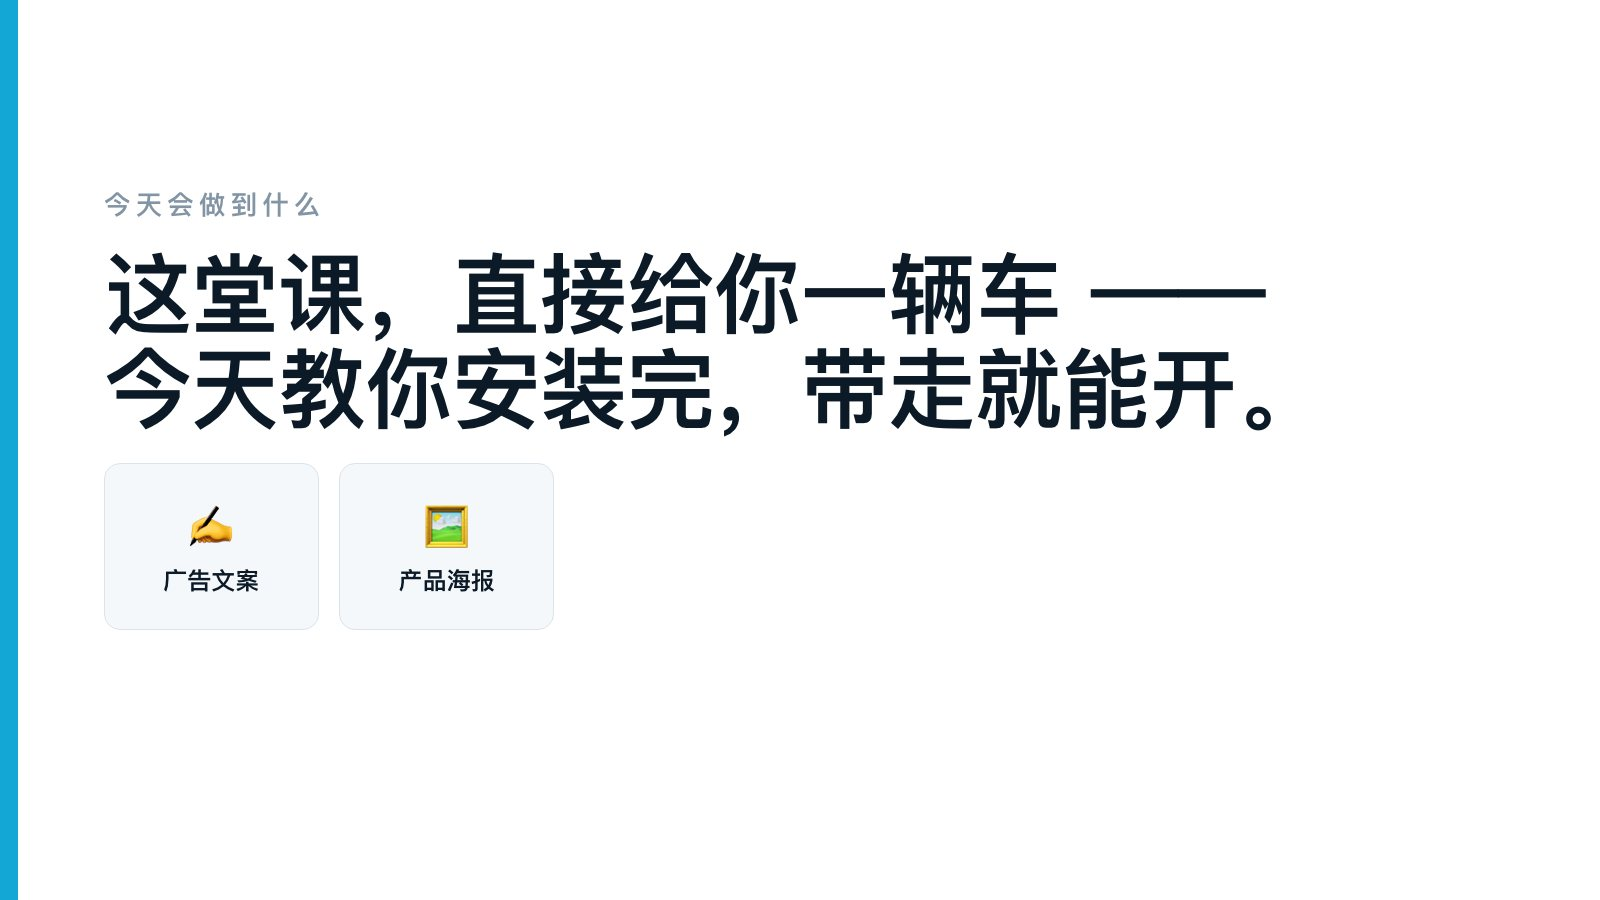 今天会做到什么
这堂课，直接给你一辆车 ——
今天教你安装完，带走就能开。
广告文案
产品海报